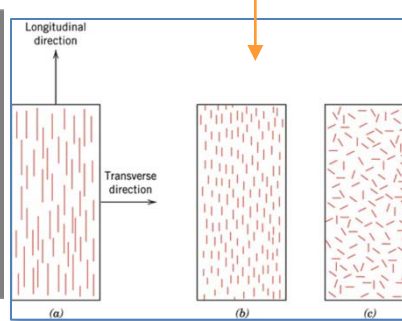 Longitudinal
direction
Transverse
direction
(a)
(b)
(c)